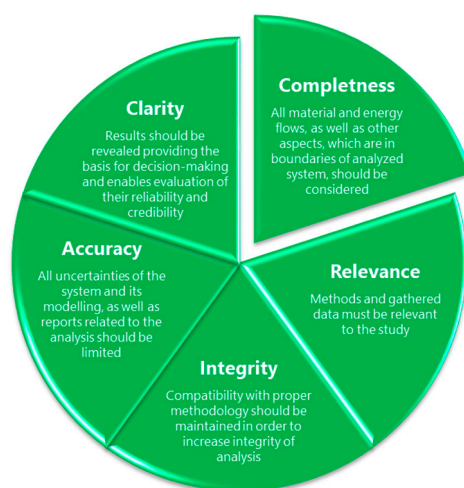 Completness
All material and energy
flows, as well as other
aspects, which are in
boundaries of analyzed
system, should be
considered
Relevance
Methods and gathered
data must be relevant
to the study
Integrity
Compatibility with proper
methodology should be
maintained in order to
increase integrity of
analysis
Accuracy
All uncertainties of the
system and its
modelling, as well as
reports related to the
analysis should be
limited
Clarity
Results should be
revealed providing the
basis for decision-making
and enables evaluation of
their reliability and
credibility